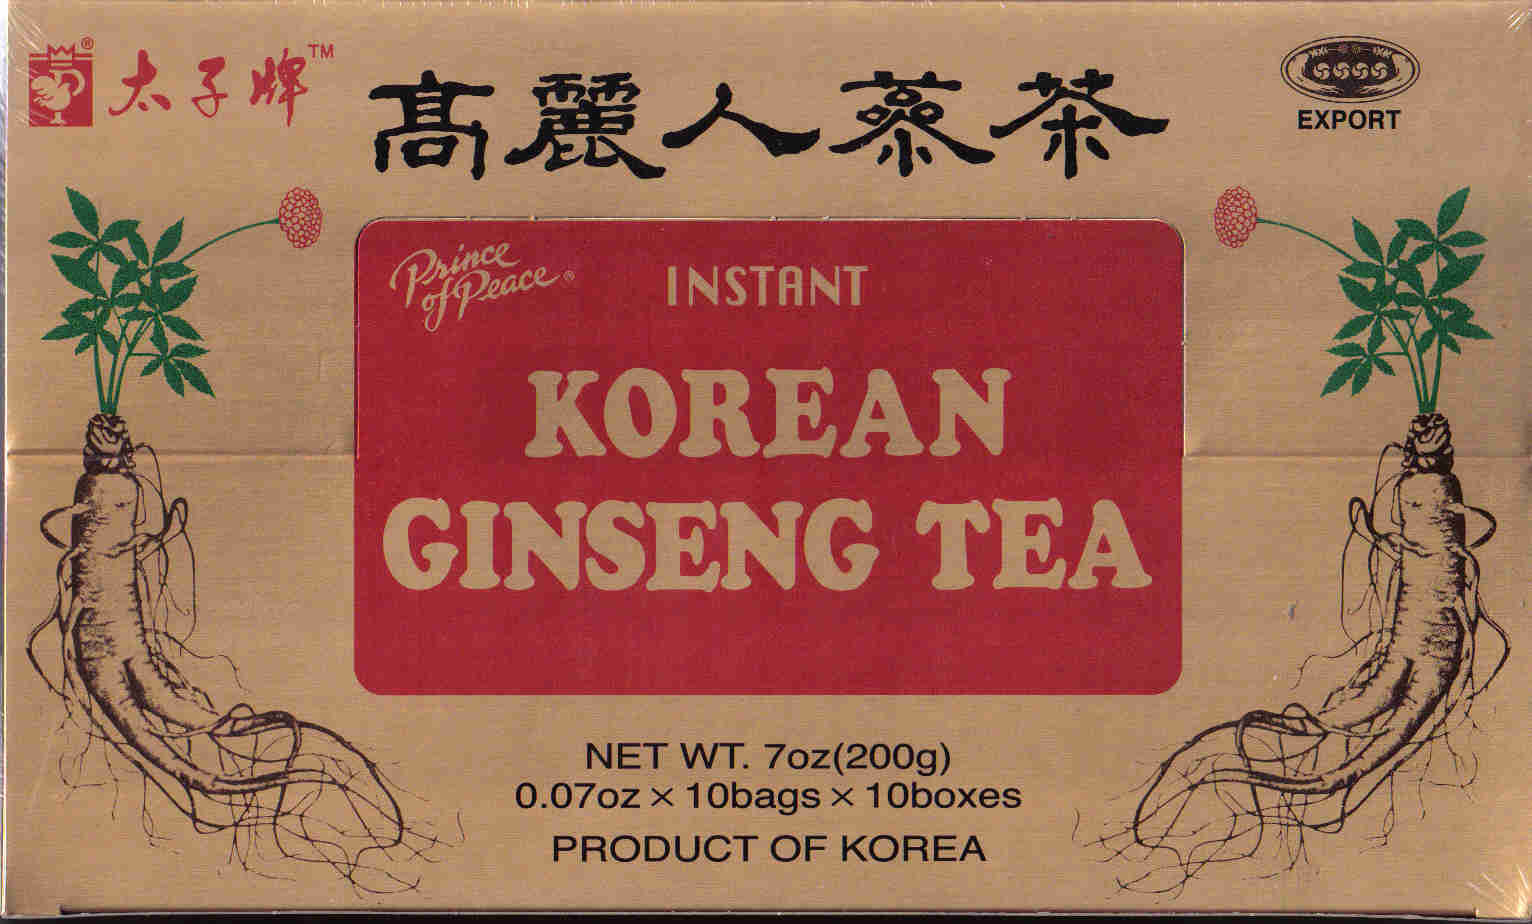 ® 太子牌™
高麗人蔘茶
EXPORT
Prince
of Peace®
INSTANT
KOREAN
GINSENG TEA
NET WT. 7oz(200g)
0.07oz × 10bags × 10boxes
PRODUCT OF KOREA